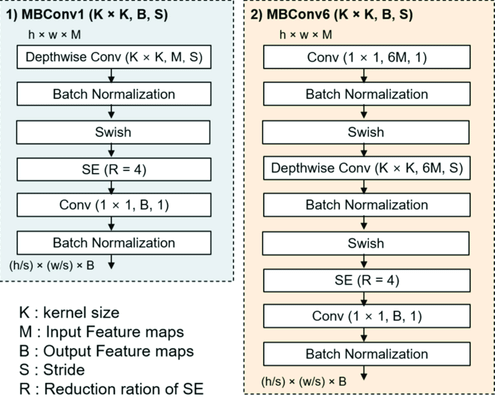 1) MBConv1 (K × K, B, S)
h × w × M
Depthwise Conv (K × K, M, S)
Batch Normalization
Swish
SE (R = 4)
Conv (1 × 1, B, 1)
Batch Normalization
(h/s) × (w/s) × B
K : kernel size
M : Input Feature maps
B : Output Feature maps
S : Stride
R : Reduction ration of SE
2) MBConv6 (K × K, B, S)
h × w × M
Conv (1 × 1, 6M, 1)
Batch Normalization
Swish
Depthwise Conv (K × K, 6M, S)
Batch Normalization
Swish
SE (R = 4)
Conv (1 × 1, B, 1)
Batch Normalization
(h/s) × (w/s) × B